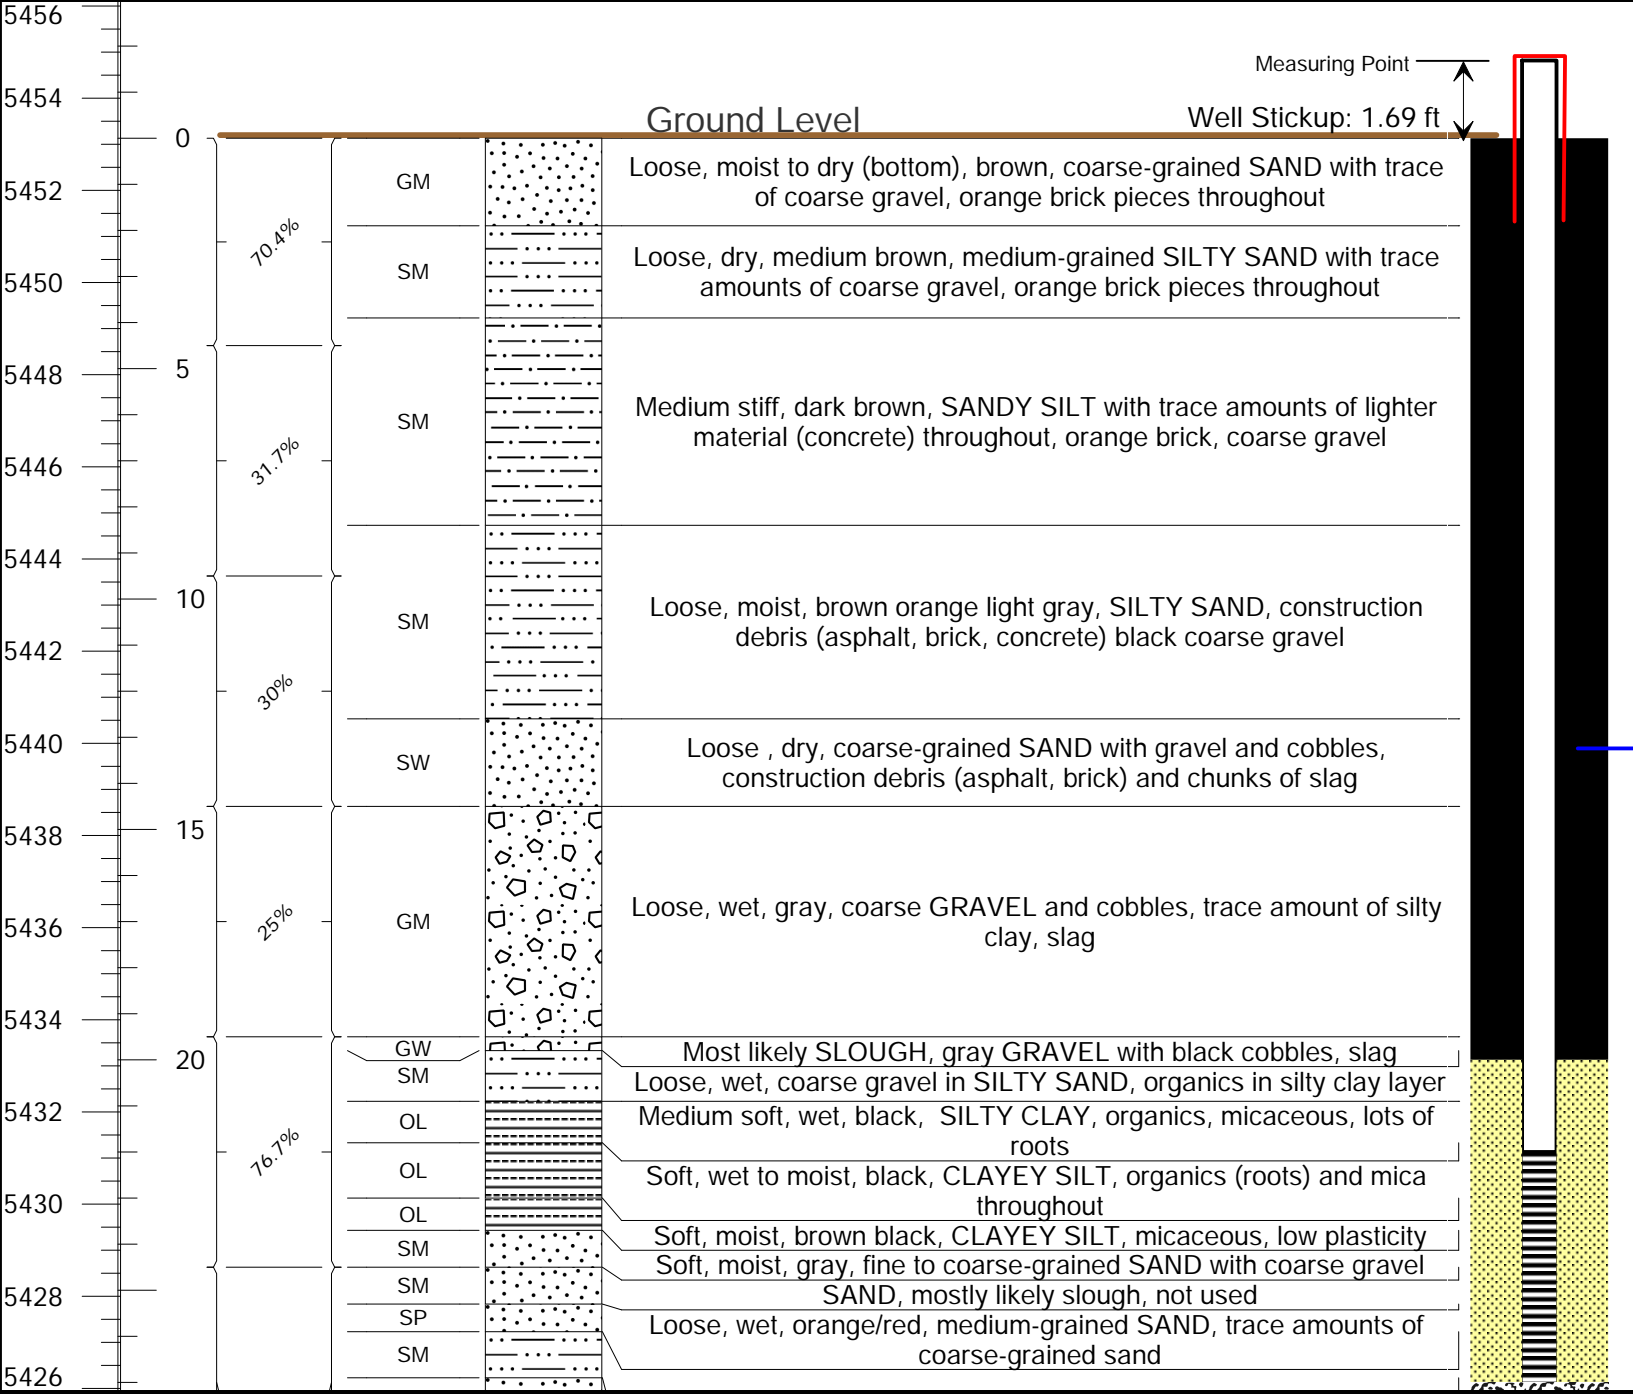 5456
Measuring Point
5454
Ground Level
Well Stickup: 1.69 ft
0
GM
Loose, moist to dry (bottom), brown, coarse-grained SAND with trace
of coarse gravel, orange brick pieces throughout
5452
70.4%
SM
Loose, dry, medium brown, medium-grained SILTY SAND with trace
amounts of coarse gravel, orange brick pieces throughout
5450
5
5448
31.7%
SM
Medium stiff, dark brown, SANDY SILT with trace amounts of lighter
material (concrete) throughout, orange brick, coarse gravel
5446
5444
10
SM
Loose, moist, brown orange light gray, SILTY SAND, construction
debris (asphalt, brick, concrete) black coarse gravel
5442
30%
5440
SW
Loose , dry, coarse-grained SAND with gravel and cobbles,
construction debris (asphalt, brick) and chunks of slag
5438
15
25%
GM
Loose, wet, gray, coarse GRAVEL and cobbles, trace amount of silty
clay, slag
5436
5434
20
GW
Most likely SLOUGH, gray GRAVEL with black cobbles, slag
SM
Loose, wet, coarse gravel in SILTY SAND, organics in silty clay layer
5432
76.7%
OL
Medium soft, wet, black, SILTY CLAY, organics, micaceous, lots of
roots
OL
Soft, wet to moist, black, CLAYEY SILT, organics (roots) and mica
throughout
5430
OL
Soft, moist, brown black, CLAYEY SILT, micaceous, low plasticity
SM
Soft, moist, gray, fine to coarse-grained SAND with coarse gravel
5428
SM
SAND, mostly likely slough, not used
SP
Loose, wet, orange/red, medium-grained SAND, trace amounts of
coarse-grained sand
SM
5426